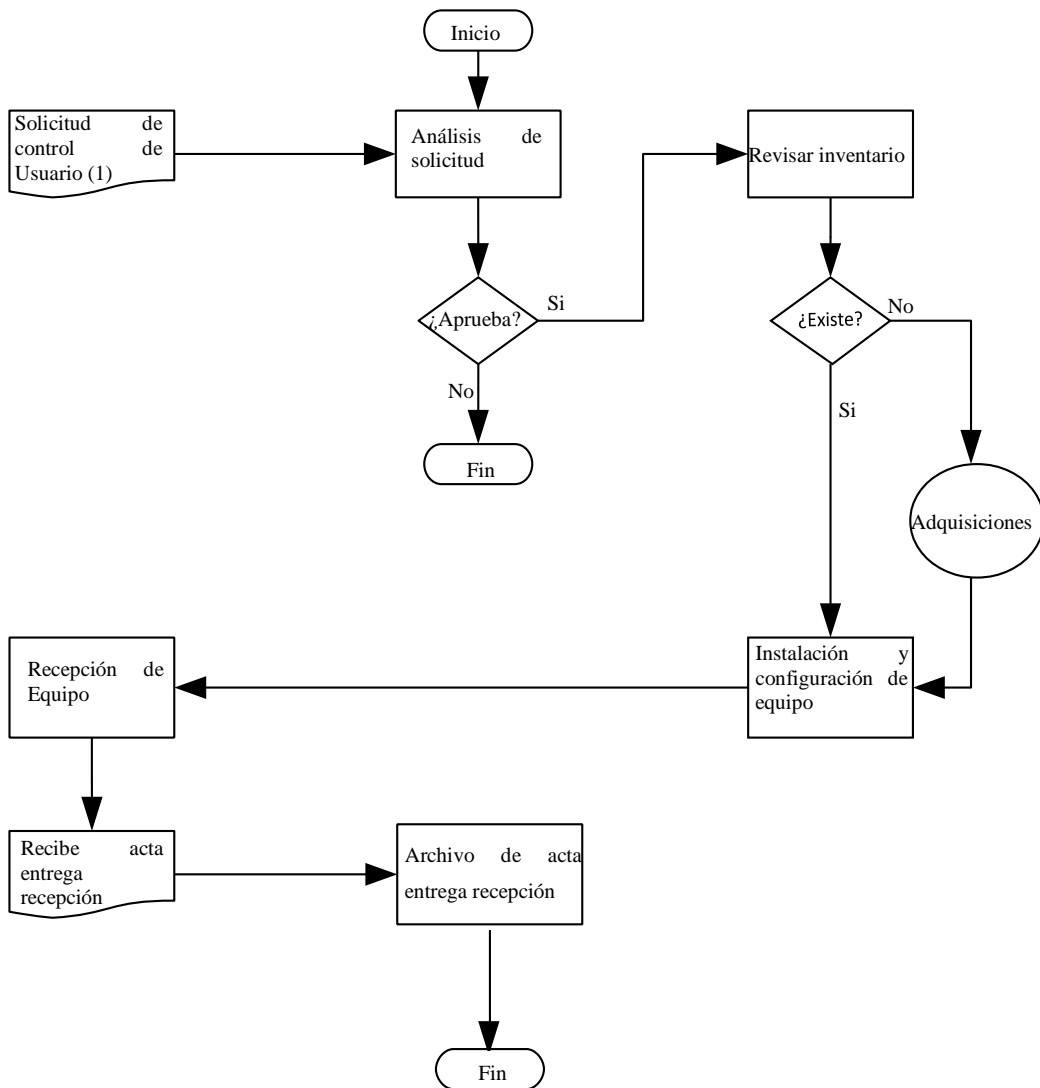 Inicio
Solicitud de
control de
Usuario (1)
Análisis de
solicitud
Revisar inventario
¿Aprueba?
Si
No
Fin
¿Existe?
No
Si
Adquisiciones
Instalación y
configuración de
equipo
Recepción de
Equipo
Recibe acta
entrega
recepción
Archivo de acta
entrega recepción
Fin